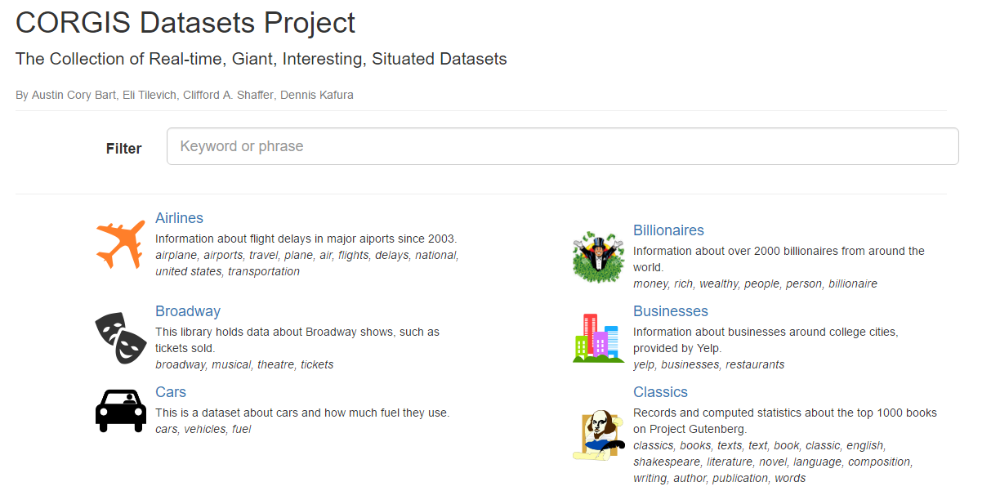 CORGIS Datasets Project
The Collection of Real-time, Giant, Interesting, Situated Datasets
By Austin Cory Bart, Eli Tilevich, Clifford A. Shaffer, Dennis Kafura
Filter
Keyword or phrase
Airlines
Information about flight delays in major aiports since 2003.
airplane, airports, travel, plane, air, flights, delays, national,
united states, transportation
Billionaires
Information about over 2000 billionaires from around the
world.
money, rich, wealthy, people, person, billionaire
Broadway
This library holds data about Broadway shows, such as
tickets sold.
broadway, musical, theatre, tickets
Businesses
Information about businesses around college cities,
provided by Yelp.
yelp, businesses, restaurants
Cars
This is a dataset about cars and how much fuel they use.
cars, vehicles, fuel
Classics
Records and computed statistics about the top 1000 books
on Project Gutenberg.
classics, books, texts, text, book, classic, english,
shakespeare, literature, novel, language, composition,
writing, author, publication, words